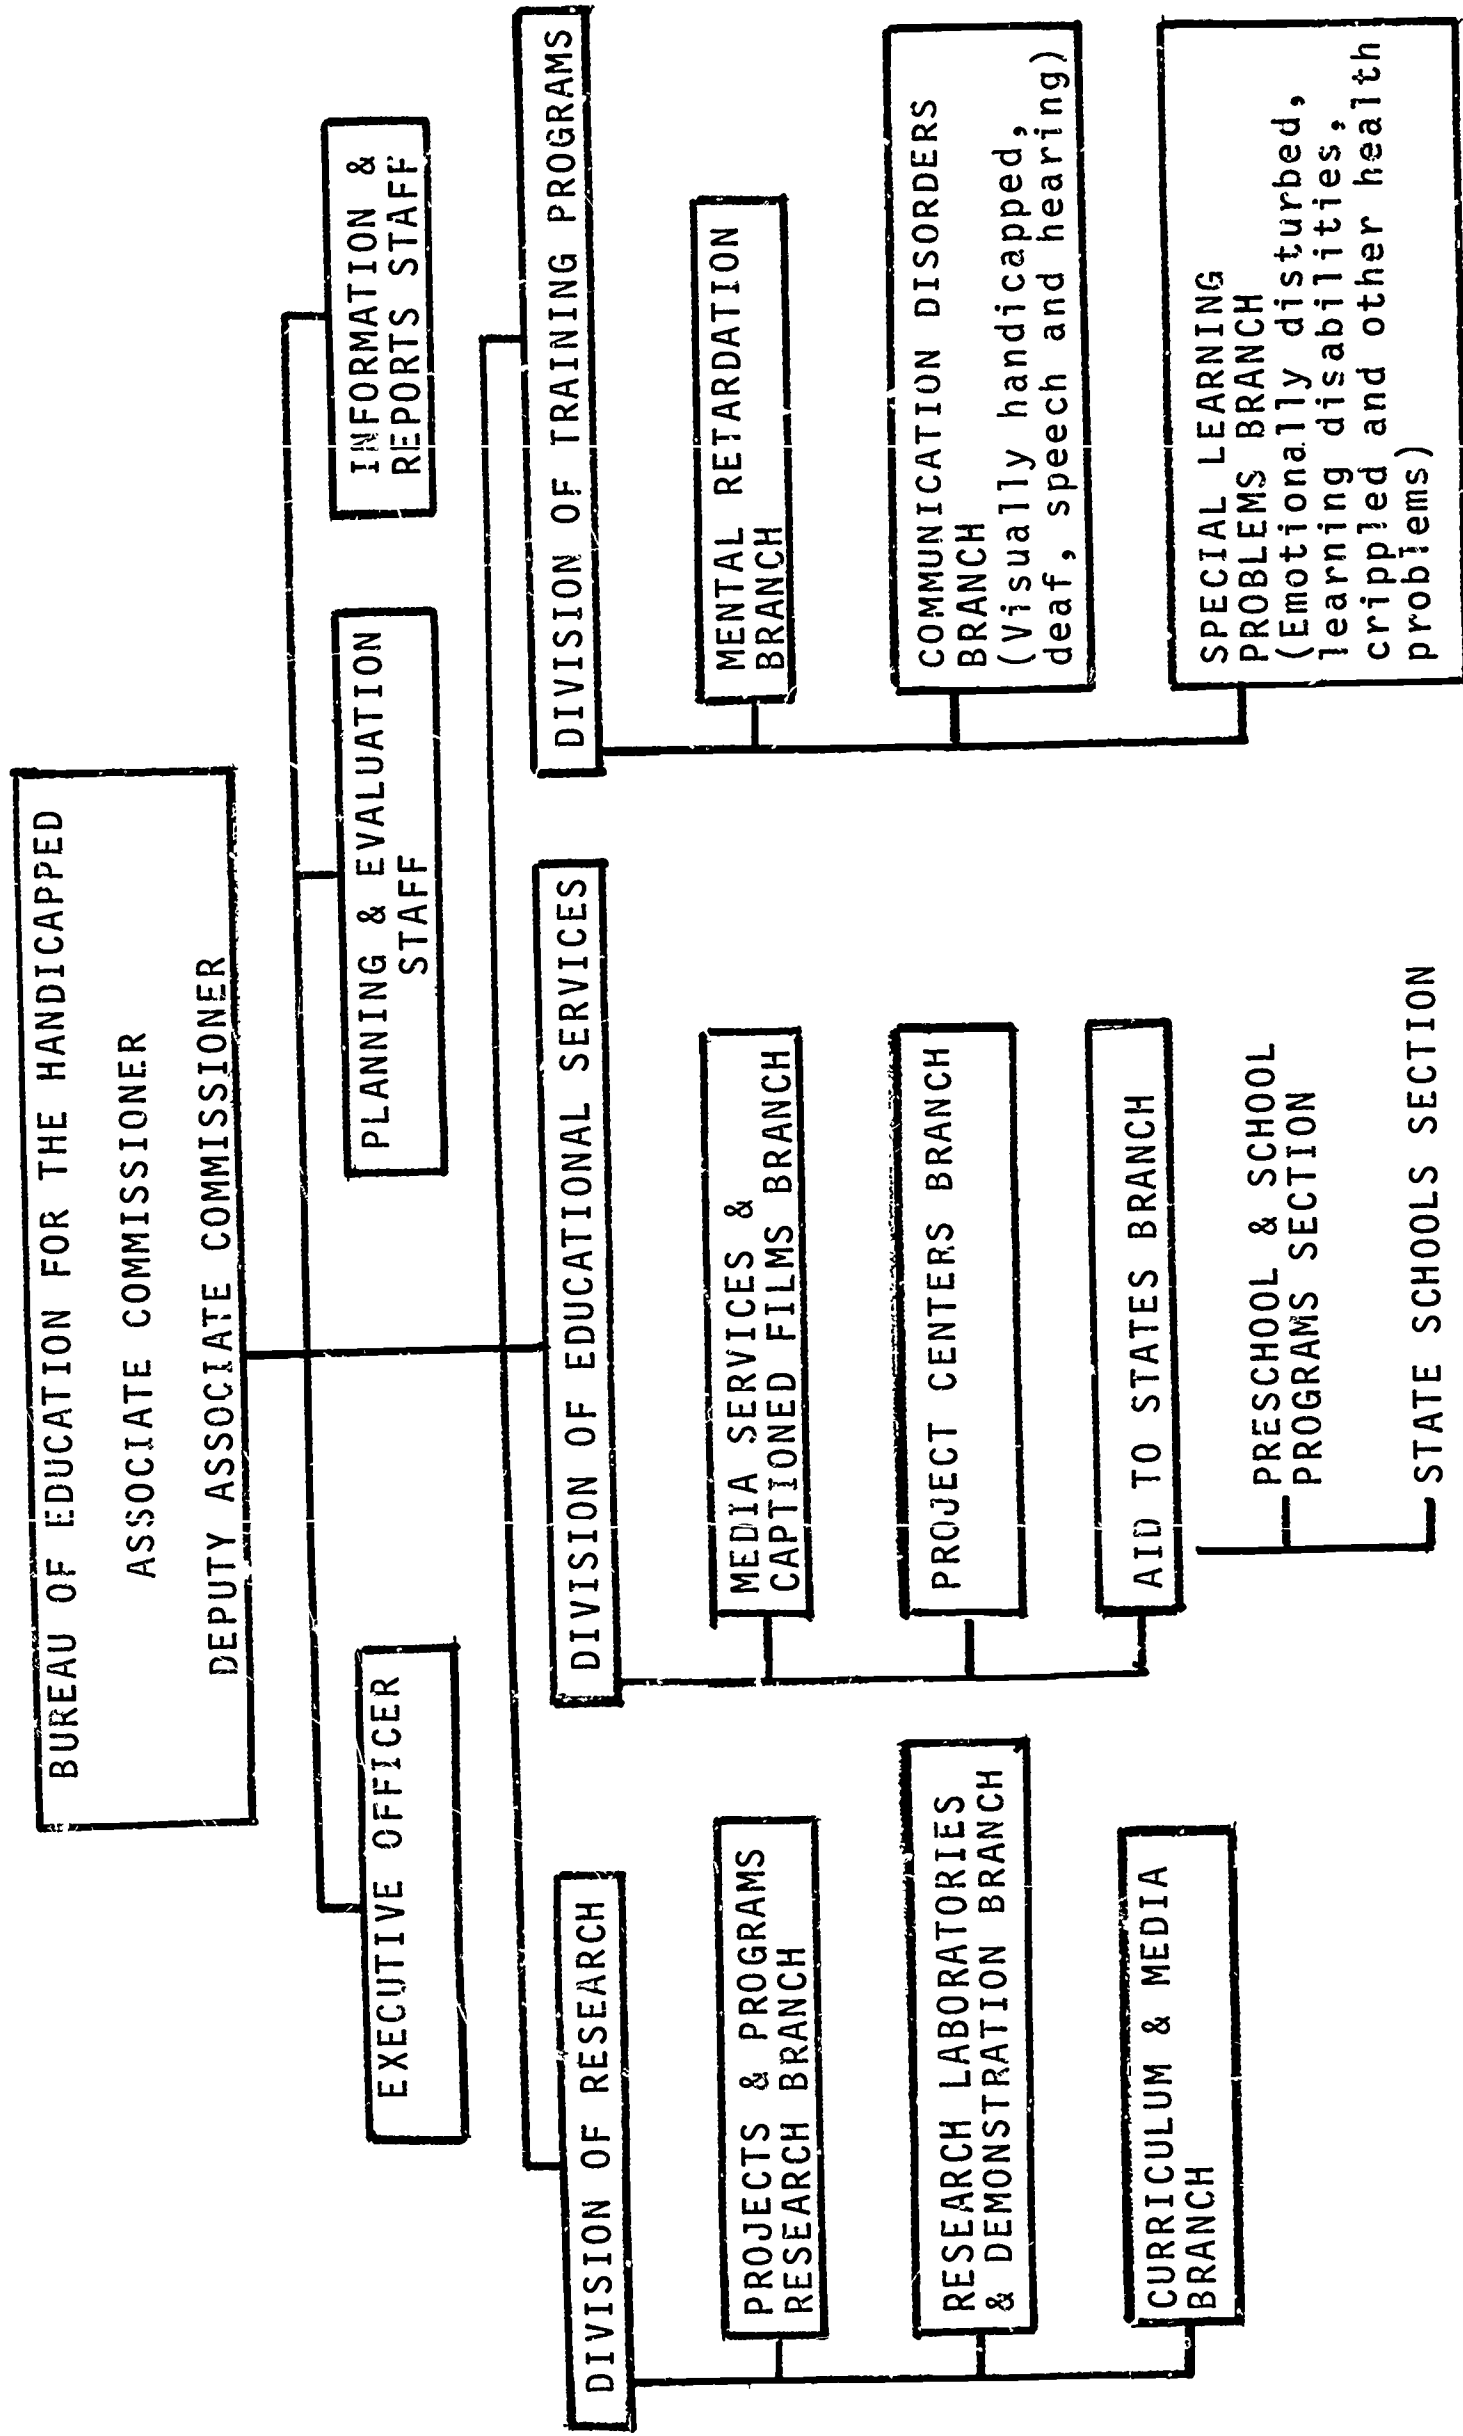 BUREAU OF EDUCATION FOR THE HANDICAPPED
ASSOCIATE COMMISSIONER
DEPUTY ASSOCIATE COMMISSIONER
EXECUTIVE OFFICER
PLANNING & EVALUATION
STAFF
INFORMATION &
REPORTS STAFF
DIVISION OF RESEARCH
PROJECTS & PROGRAMS
RESEARCH BRANCH
RESEARCH LABORATORIES
& DEMONSTRATION BRANCH
CURRICULUM & MEDIA
BRANCH
DIVISION OF EDUCATIONAL SERVICES
MEDIA SERVICES &
CAPTIONED FILMS BRANCH
PROJECT CENTERS BRANCH
AID TO STATES BRANCH
PRESCHOOL & SCHOOL
PROGRAMS SECTION
STATE SCHOOLS SECTION
DIVISION OF TRAINING PROGRAMS
MENTAL RETARDATION
BRANCH
COMMUNICATION DISORDERS
BRANCH
(Visually handicapped,
deaf, speech and hearing)
SPECIAL LEARNING
PROBLEMS BRANCH
(Emotionally disturbed,
learning disabilities,
crippled and other health
problems)